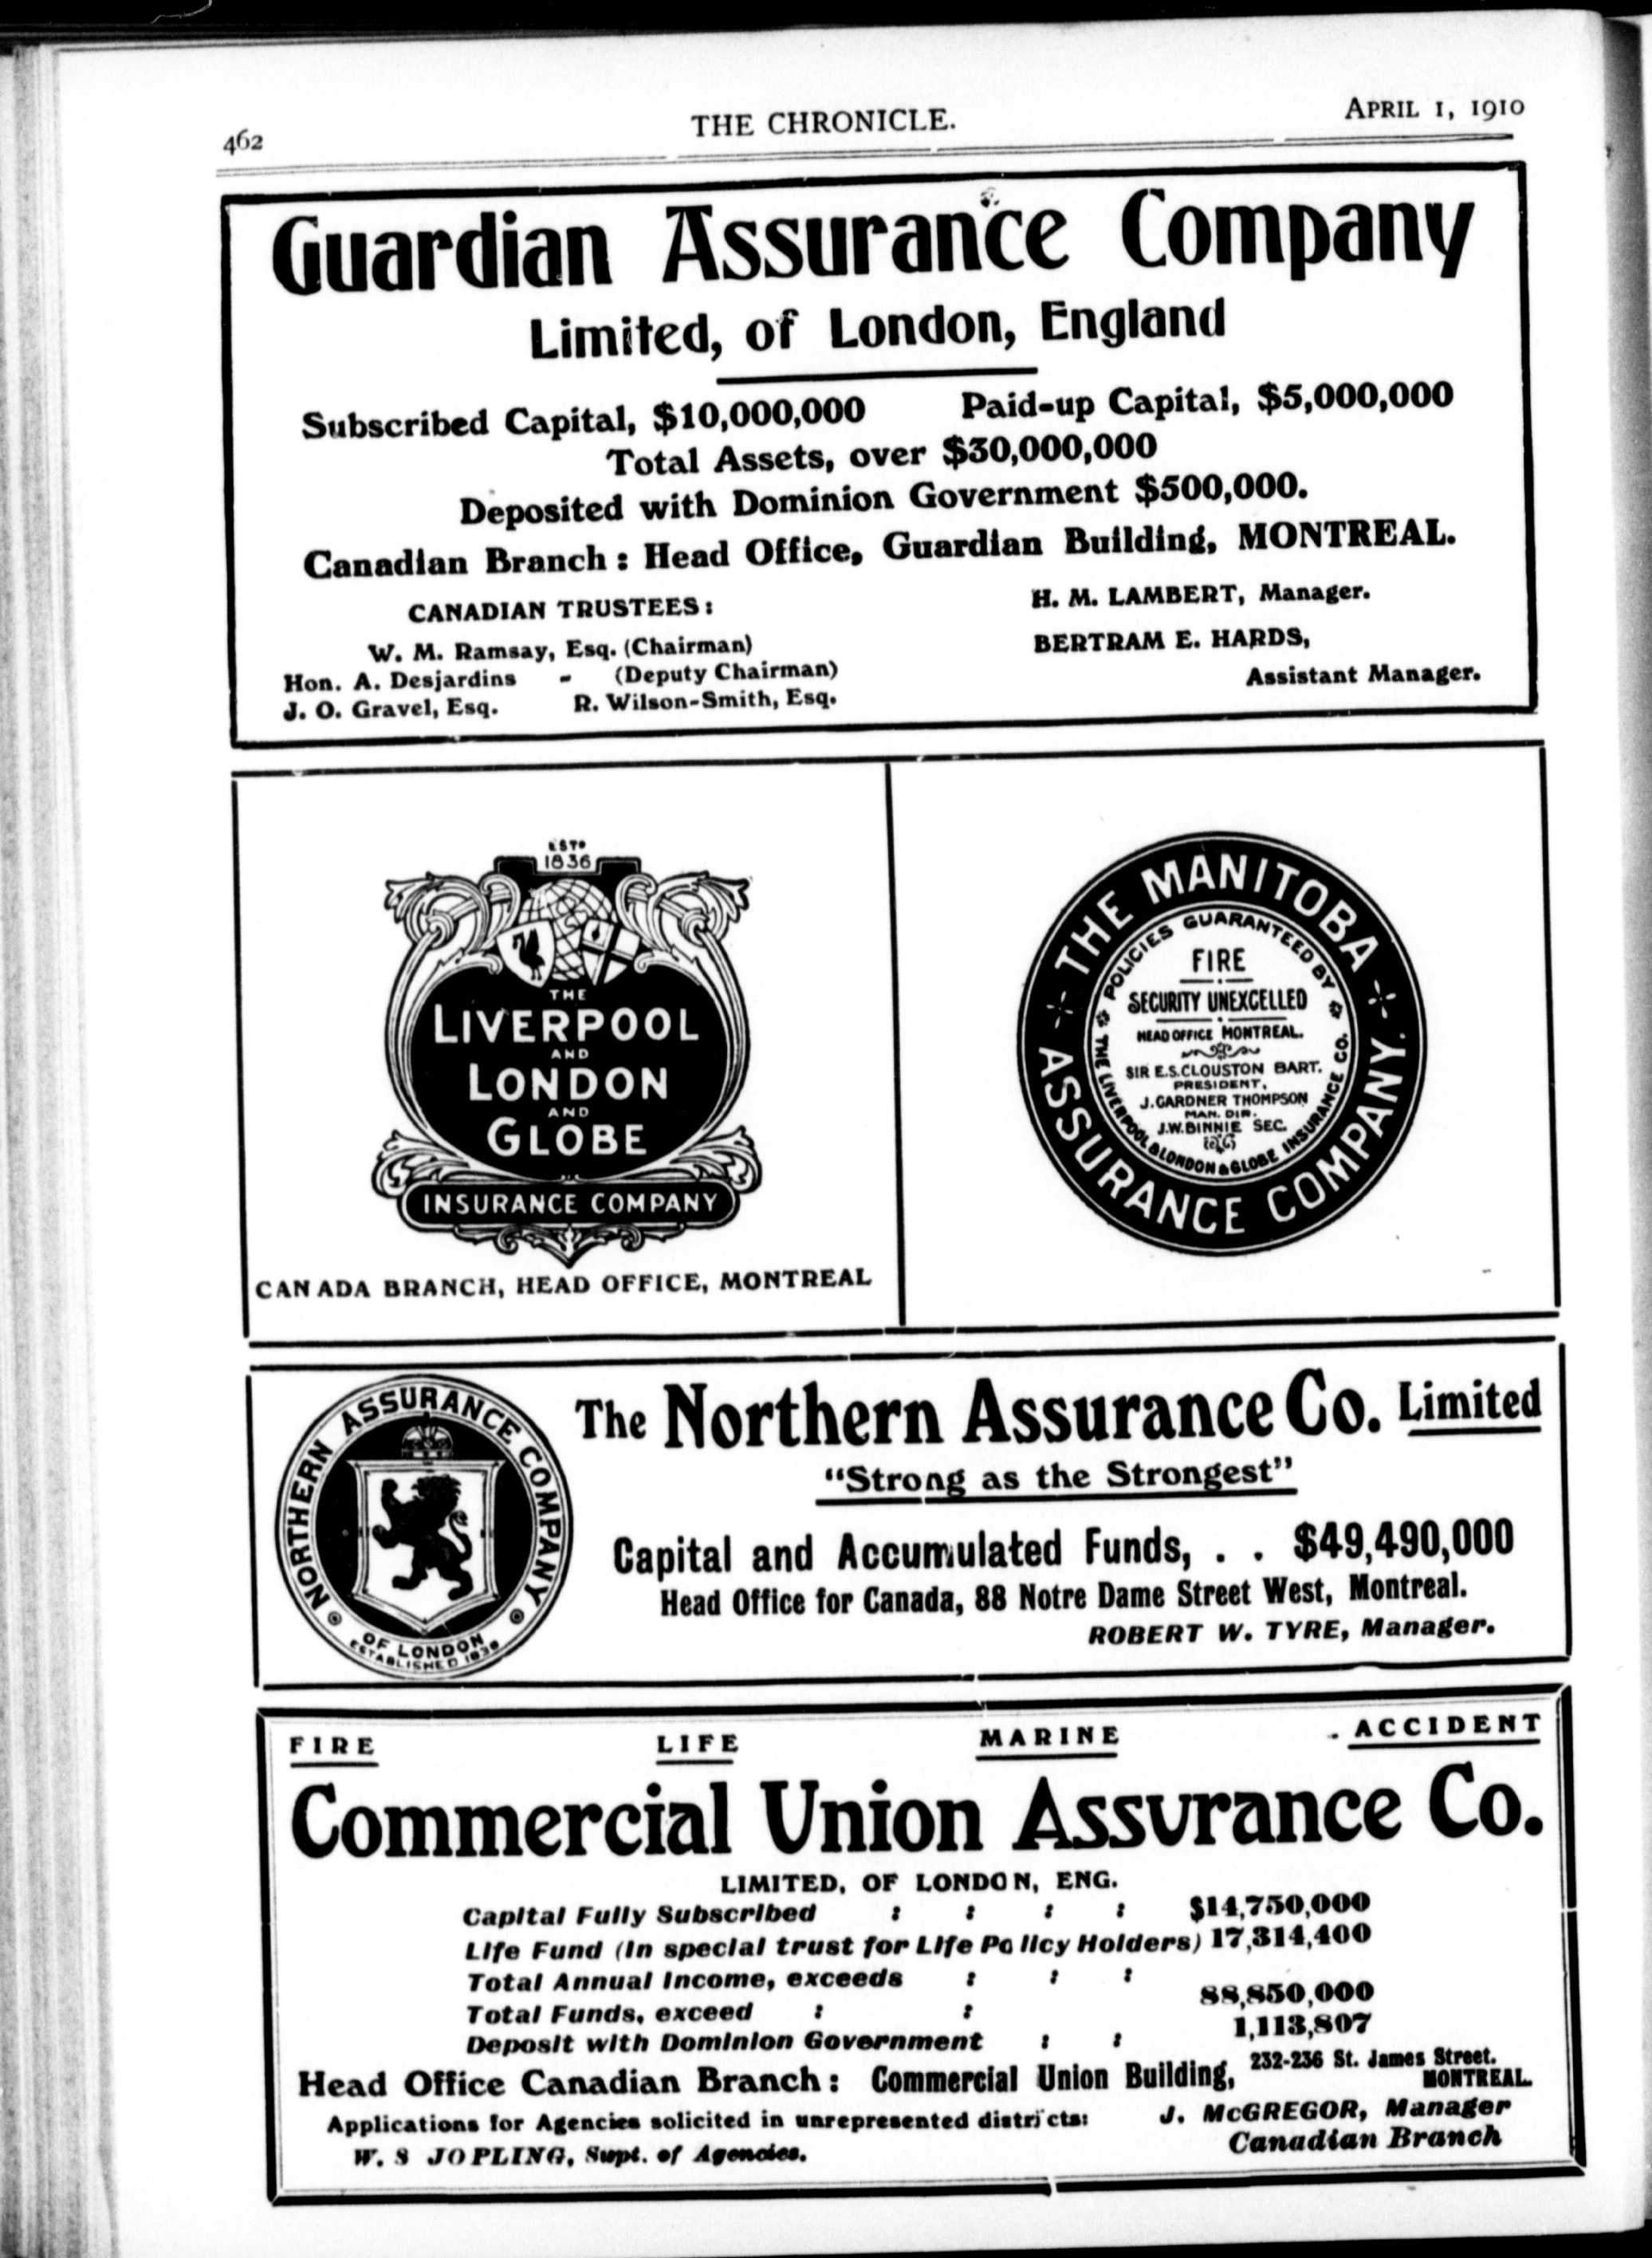 462
THE CHRONICLE.
APRIL 1, 1910
Guardian Assurance Company
Limited, of London, England
Subscribed Capital, $10,000,000 Paid-up Capital, $5,000,000
Total Assets, over $30,000,000
Deposited with Dominion Government $500,000.
Canadian Branch : Head Office, Guardian Building, MONTREAL.
CANADIAN TRUSTEES :
W. M. Ramsay, Esq. (Chairman)
Hon. A. Desjardins - (Deputy Chairman)
J. O. Gravel, Esq. R. Wilson-Smith, Esq.
H. M. LAMBERT, Manager.
BERTRAM E. HARDS,
Assistant Manager.
ESTD
1836
THE
LIVERPOOL
AND
LONDON
AND
GLOBE
INSURANCE COMPANY
CANADA BRANCH, HEAD OFFICE, MONTREAL
THE MANITOBA
ASSURANCE COMPANY.
POLICIES GUARANTEED BY
THE LIVERPOOL & LONDON & GLOBE INSURANCE CO.
FIRE
SECURITY UNEXCELLED
HEAD OFFICE MONTREAL.
SIR E.S.CLOUSTON BART.
PRESIDENT,
J.GARDNER THOMPSON
MAN. DIR.
J.W.BINNIE SEC.
NORTHERN ASSURANCE COMPANY
OF LONDON
ESTABLISHED 1836
The Northern Assurance Co. Limited
"Strong as the Strongest"
Capital and Accumulated Funds, . . $49,490,000
Head Office for Canada, 88 Notre Dame Street West, Montreal.
ROBERT W. TYRE, Manager.
FIRE LIFE MARINE ACCIDENT
Commercial Union Assurance Co.
LIMITED, OF LONDON, ENG.
Capital Fully Subscribed : : : : $14,750,000
Life Fund (In special trust for Life Policy Holders) 17,314,400
Total Annual Income, exceeds : : :
Total Funds, exceed : : 88,850,000
Deposit with Dominion Government : : 1,113,807
Head Office Canadian Branch : Commercial Union Building, 232-236 St. James Street.
MONTREAL.
Applications for Agencies solicited in unrepresented districts:
W. S JOPLING, Supt. of Agencies.
J. McGREGOR, Manager
Canadian Branch